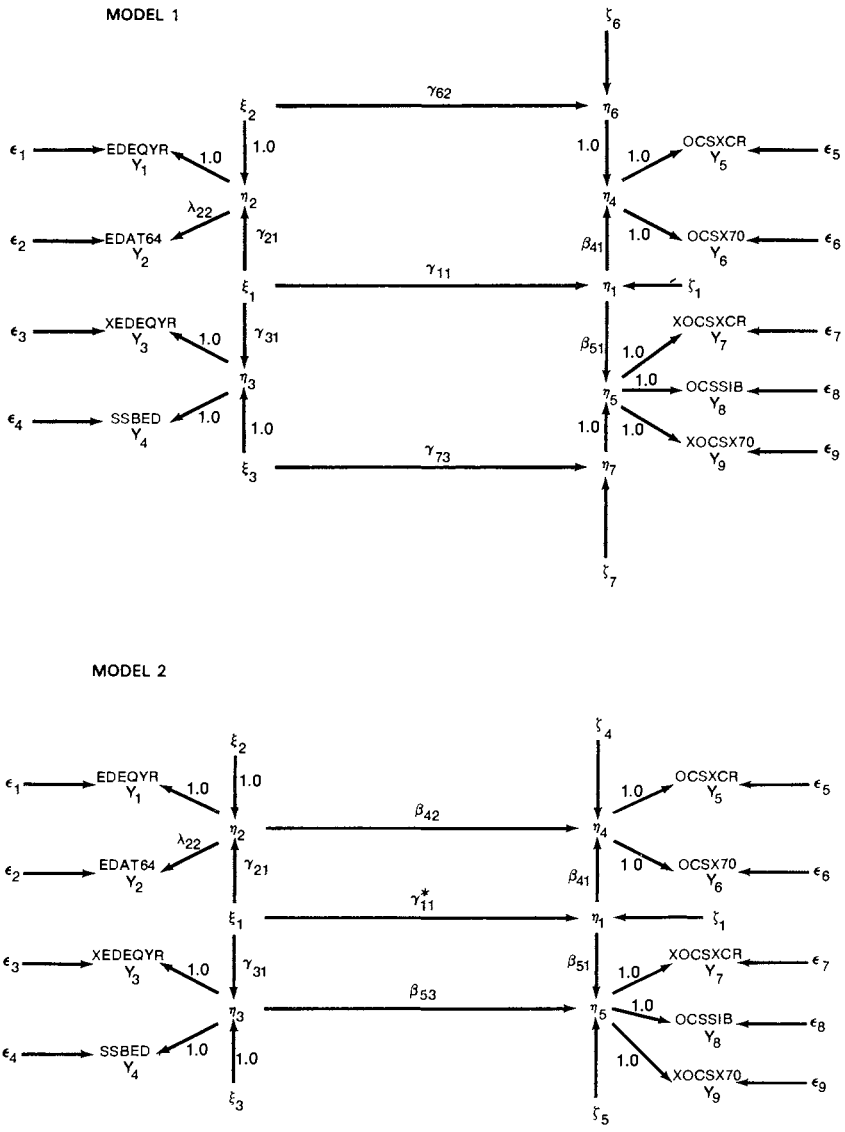 MODEL 1
ζ6
ξ2 γ62 η6
ϵ1 EDEQYR 1.0 1.0 1.0 1.0 OCSXCR ϵ5
Y1 Y5
η2 η4
λ22
ϵ2 EDAT64 γ21 β41 1.0 OCSX70 ϵ6
Y2 Y6
ξ1 γ11 η1 ζ1
ϵ3 XEDEQYR 1.0 γ31 β51 1.0 XOCSXCR ϵ7
Y3 Y7
η3 1.0 OCSSIB ϵ8
η5 Y8
ϵ4 SSBED 1.0 1.0 1.0 1.0 XOCSX70 ϵ9
Y4 Y9
ξ3 γ73 η7
ζ7
MODEL 2
ξ2 ζ4
ϵ1 EDEQYR 1.0 1.0 1.0 OCSXCR ϵ5
Y1 Y5
η2 β42 η4
λ22
ϵ2 EDAT64 γ21 β41 1 0 OCSX70 ϵ6
Y2 Y6
ξ1 γ*11 η1 ζ1
ϵ3 XEDEQYR 1.0 γ31 β51 1.0 XOCSXCR ϵ7
Y3 Y7
η3 β53 η5 1.0 OCSSIB ϵ8
Y8
ϵ4 SSBED 1.0 1.0 1.0 XOCSX70 ϵ9
Y4 Y9
ξ3 ζ5